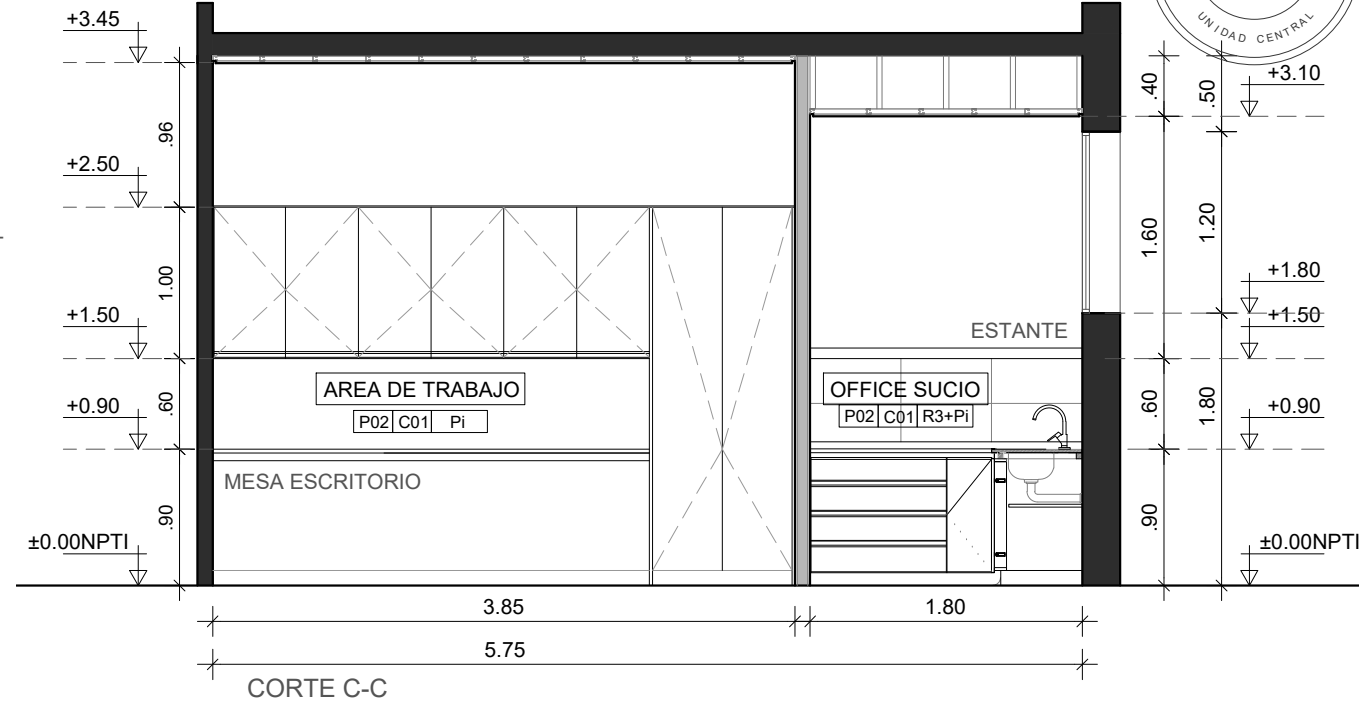 UNIDAD CENTRAL
+3.45
+3.10
.96
.40
.50
+2.50
1.60
1.20
1.00
+1.80
+1.50
+1.50
ESTANTE
AREA DE TRABAJO
P02 C01 Pi
OFFICE SUCIO
P02 C01 R3+Pi
+0.90
.60
.60
1.80
+0.90
MESA ESCRITORIO
.90
.90
±0.00NPTI
±0.00NPTI
3.85
1.80
5.75
CORTE C-C